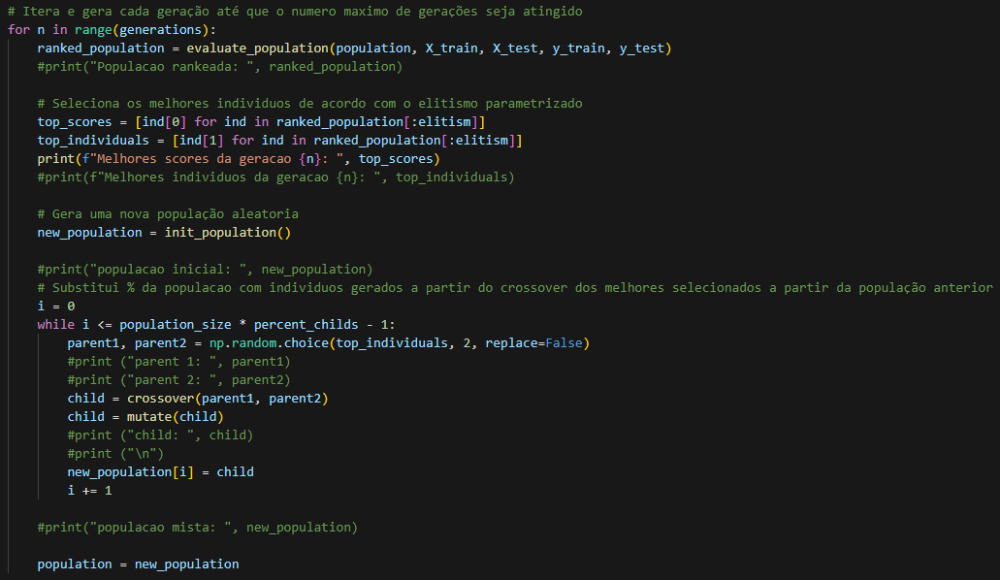 # Itera e gera cada geração até que o numero maximo de gerações seja atingido
for n in range(generations):
    ranked_population = evaluate_population(population, X_train, X_test, y_train, y_test)
    #print("Populacao rankeada: ", ranked_population)
    # Seleciona os melhores individuos de acordo com o elitismo parametrizado
    top_scores = [ind[0] for ind in ranked_population[:elitism]]
    top_individuals = [ind[1] for ind in ranked_population[:elitism]]
    print(f"Melhores scores da geracao {n}: ", top_scores)
    #print(f"Melhores individuos da geracao {n}: ", top_individuals)
    # Gera uma nova população aleatoria
    new_population = init_population()
    #print("populacao inicial: ", new_population)
    # Substitui % da populacao com individuos gerados a partir do crossover dos melhores selecionados a partir da população anterior
    i = 0
    while i <= population_size * percent_childs - 1:
        parent1, parent2 = np.random.choice(top_individuals, 2, replace=False)
        #print ("parent 1: ", parent1)
        #print ("parent 2: ", parent2)
        child = crossover(parent1, parent2)
        child = mutate(child)
        #print ("child: ", child)
        #print ("\n")
        new_population[i] = child
        i += 1
    #print("populacao mista: ", new_population)
    population = new_population